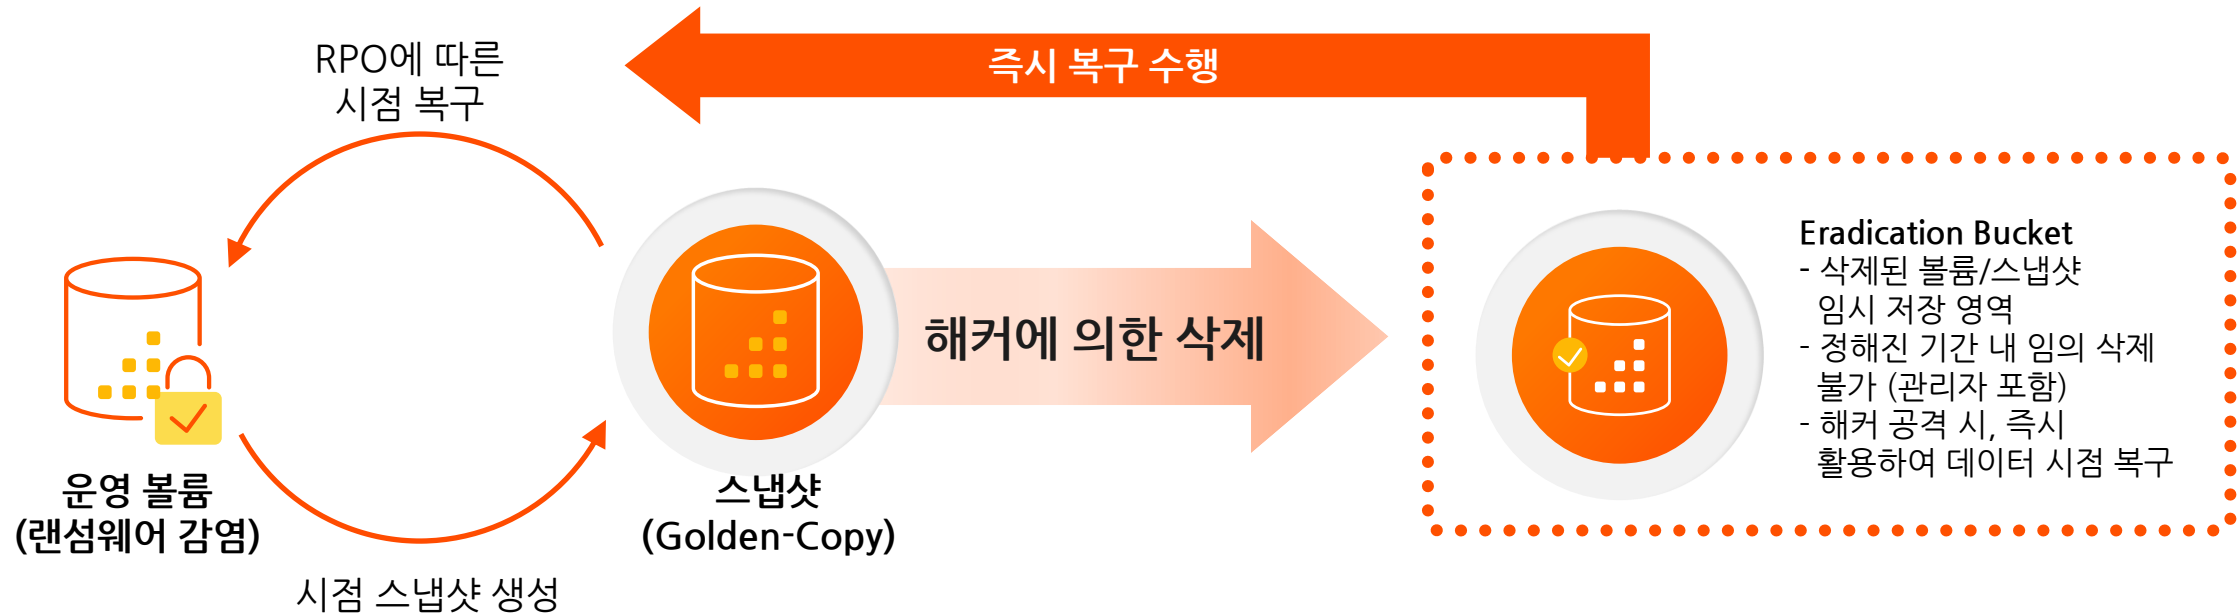 RPO에 따른
시점 복구
즉시 복구 수행
운영 볼륨
(랜섬웨어 감염)
시점 스냅샷 생성
스냅샷
(Golden-Copy)
해커에 의한 삭제
Eradication Bucket
- 삭제된 볼륨/스냅샷
임시 저장 영역
- 정해진 기간 내 임의 삭제
불가 (관리자 포함)
- 해커 공격 시, 즉시
활용하여 데이터 시점 복구